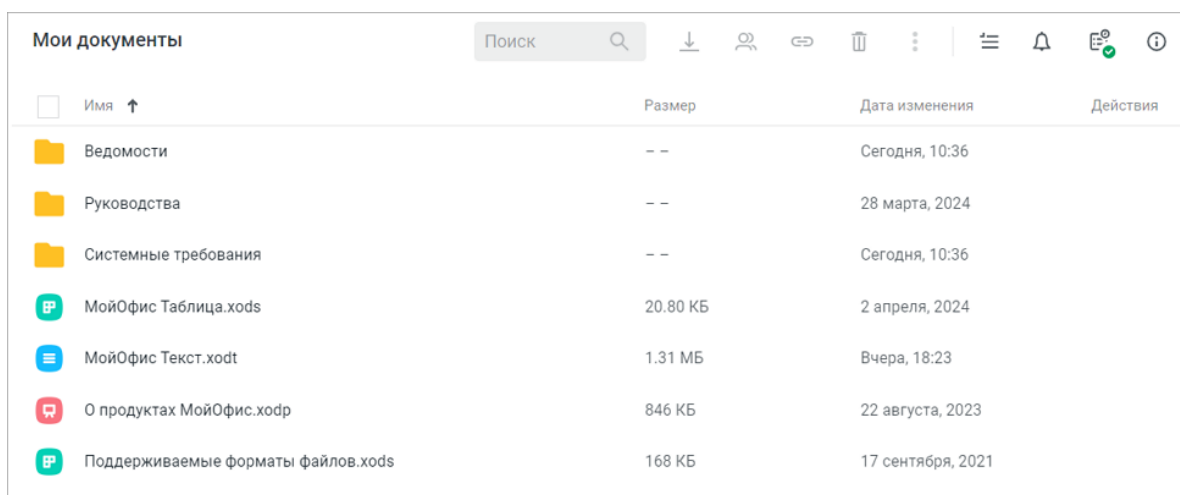 Мои документы Поиск
Имя Размер Дата изменения Действия
Ведомости – – Сегодня, 10:36
Руководства – – 28 марта, 2024
Системные требования – – Сегодня, 10:36
МойОфис Таблица.xods 20.80 КБ 2 апреля, 2024
МойОфис Текст.xodt 1.31 МБ Вчера, 18:23
О продуктах МойОфис.xodp 846 КБ 22 августа, 2023
Поддерживаемые форматы файлов.xods 168 КБ 17 сентября, 2021